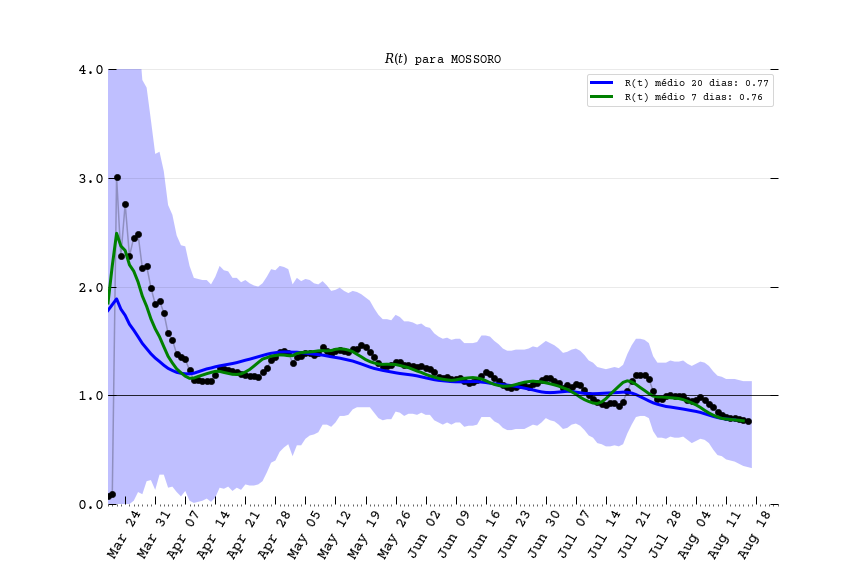 R(t) para MOSSORO
R(t) médio 20 dias: 0.77
R(t) médio 7 dias: 0.76
4.0
3.0
2.0
1.0
0.0
Mar 24
Mar 31
Apr 07
Apr 14
Apr 21
Apr 28
May 05
May 12
May 19
May 26
Jun 02
Jun 09
Jun 16
Jun 23
Jun 30
Jul 07
Jul 14
Jul 21
Jul 28
Aug 04
Aug 11
Aug 18